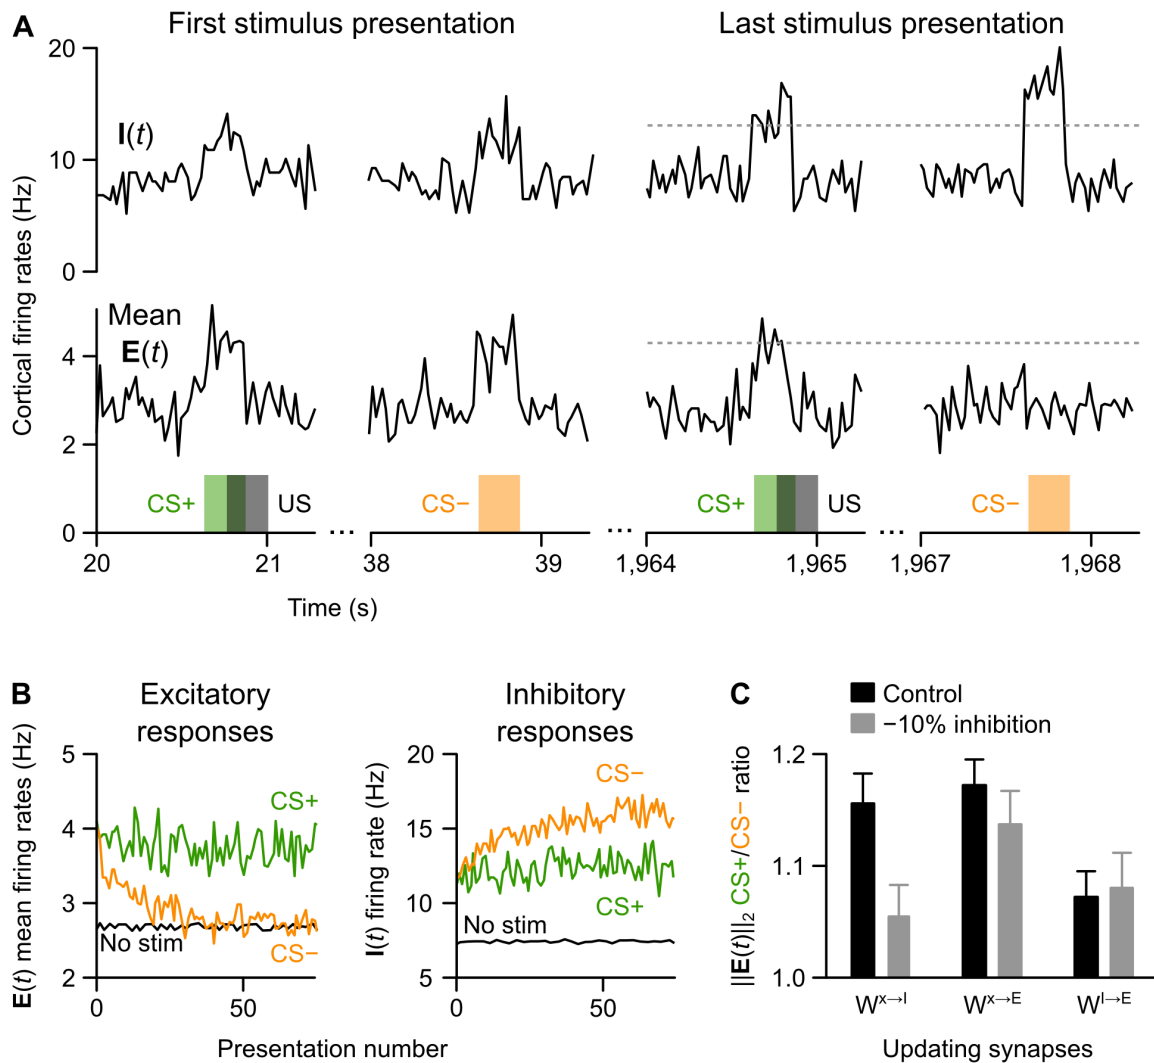 A
First stimulus presentation
Last stimulus presentation
Cortical firing rates (Hz)
20
10
0
I(t)
4
2
0
Mean
E(t)
CS+
US
CS−
CS+
US
CS−
...
...
...
20
21
38
39
1,964
1,965
1,967
1,968
Time (s)
B
Excitatory
responses
E(t) mean firing rates (Hz)
5
4
3
2
CS+
No stim
CS−
0
50
Inhibitory
responses
I(t) firing rate (Hz)
20
15
10
5
CS−
CS+
No stim
0
50
Presentation number
C
Control
−10% inhibition
||E(t)||₂ CS+/CS− ratio
1.2
1.1
1.0
Wˣ→ᴵ
Wˣ→ᴱ
Wᴵ→ᴱ
Updating synapses